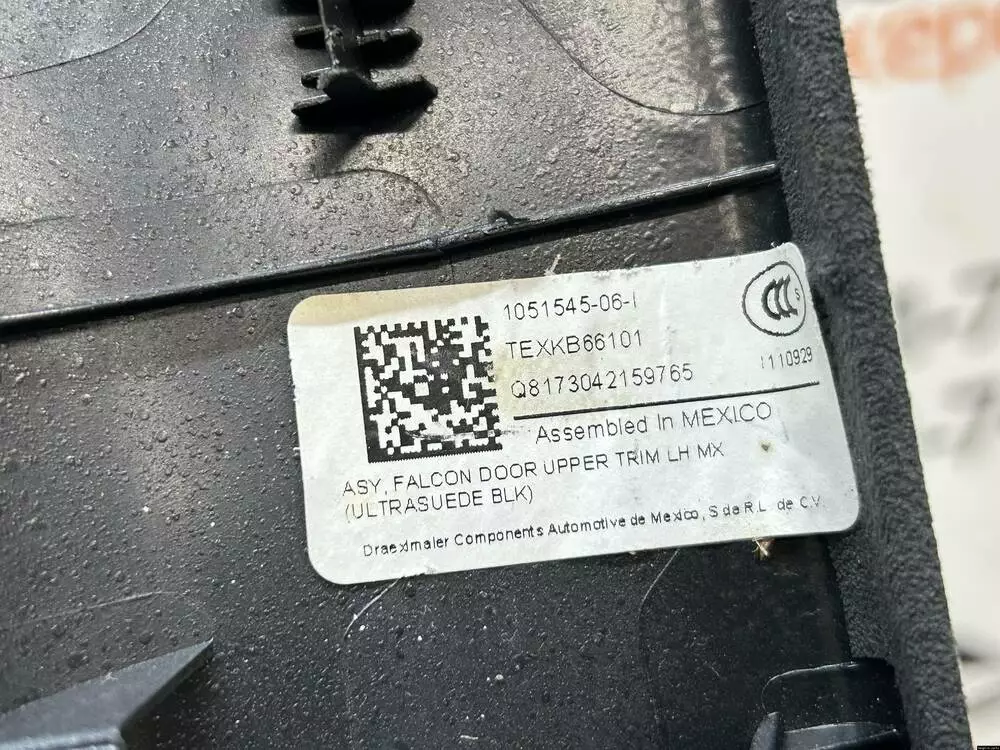 1051545-06-I
TEXKB66101
Q8173042159765
1110929
Assembled In MEXICO
ASY, FALCON DOOR UPPER TRIM LH MX
(ULTRASUEDE BLK)
Draexlmaier Components Automotive de Mexico, S de R.L. de C.V.